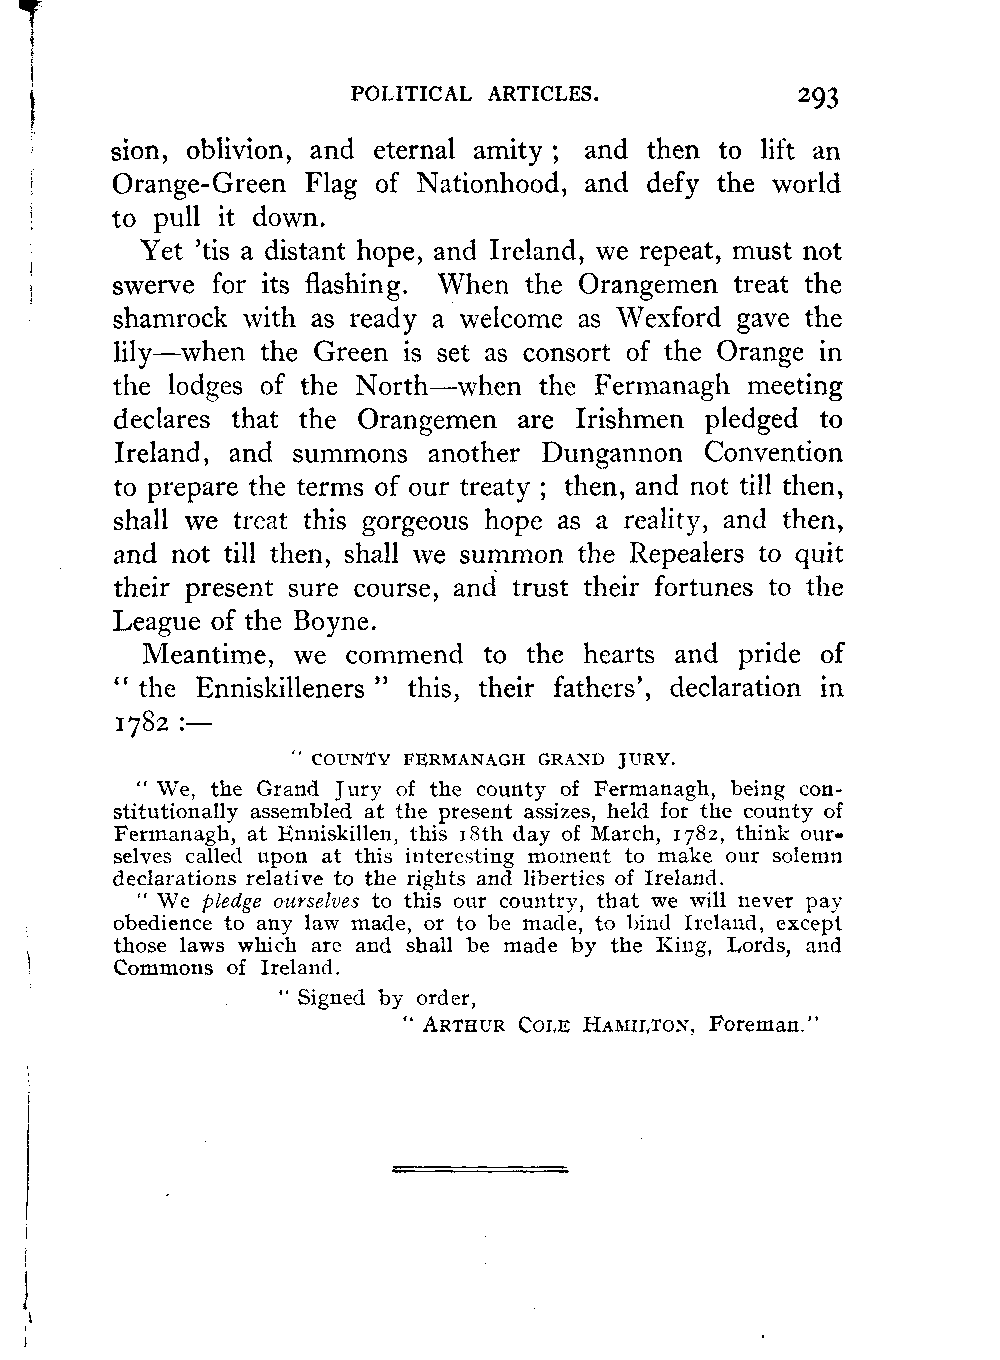 POLITICAL ARTICLES. 293
sion, oblivion, and eternal amity ; and then to lift an
Orange-Green Flag of Nationhood, and defy the world
to pull it down.
Yet ’tis a distant hope, and Ireland, we repeat, must not
swerve for its flashing. When the Orangemen treat the
shamrock with as ready a welcome as Wexford gave the
lily—when the Green is set as consort of the Orange in
the lodges of the North—when the Fermanagh meeting
declares that the Orangemen are Irishmen pledged to
Ireland, and summons another Dungannon Convention
to prepare the terms of our treaty ; then, and not till then,
shall we treat this gorgeous hope as a reality, and then,
and not till then, shall we summon the Repealers to quit
their present sure course, and trust their fortunes to the
League of the Boyne.
Meantime, we commend to the hearts and pride of
“ the Enniskilleners ” this, their fathers’, declaration in
1782 :—
“ COUNTY FERMANAGH GRAND JURY.
“ We, the Grand Jury of the county of Fermanagh, being con-
stitutionally assembled at the present assizes, held for the county of
Fermanagh, at Enniskillen, this 18th day of March, 1782, think our-
selves called upon at this interesting moment to make our solemn
declarations relative to the rights and liberties of Ireland.
“ We pledge ourselves to this our country, that we will never pay
obedience to any law made, or to be made, to bind Ireland, except
those laws which are and shall be made by the King, Lords, and
Commons of Ireland.
“ Signed by order,
“ ARTHUR COLE HAMILTON, Foreman.”